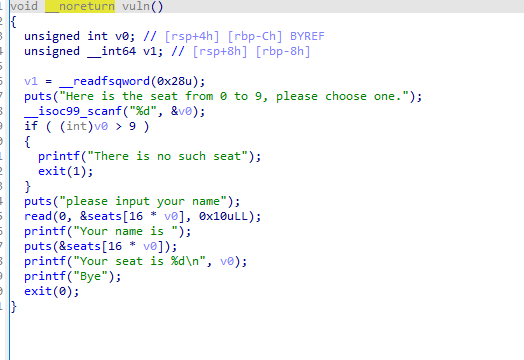 void __noreturn vuln()
{
  unsigned int v0; // [rsp+4h] [rbp-Ch] BYREF
  unsigned __int64 v1; // [rsp+8h] [rbp-8h]

  v1 = __readfsqword(0x28u);
  puts("Here is the seat from 0 to 9, please choose one.");
  __isoc99_scanf("%d", &v0);
  if ( (int)v0 > 9 )
  {
    printf("There is no such seat");
    exit(1);
  }
  puts("please input your name");
  read(0, &seats[16 * v0], 0x10uLL);
  printf("Your name is ");
  puts(&seats[16 * v0]);
  printf("Your seat is %d\n", v0);
  printf("Bye");
  exit(0);
}